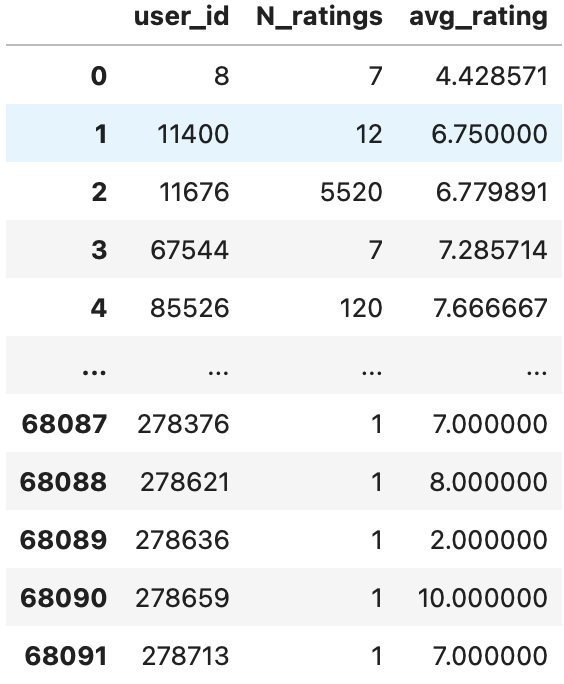 user_id N_ratings avg_rating
0 8 7 4.428571
1 11400 12 6.750000
2 11676 5520 6.779891
3 67544 7 7.285714
4 85526 120 7.666667
... ... ... ...
68087 278376 1 7.000000
68088 278621 1 8.000000
68089 278636 1 2.000000
68090 278659 1 10.000000
68091 278713 1 7.000000